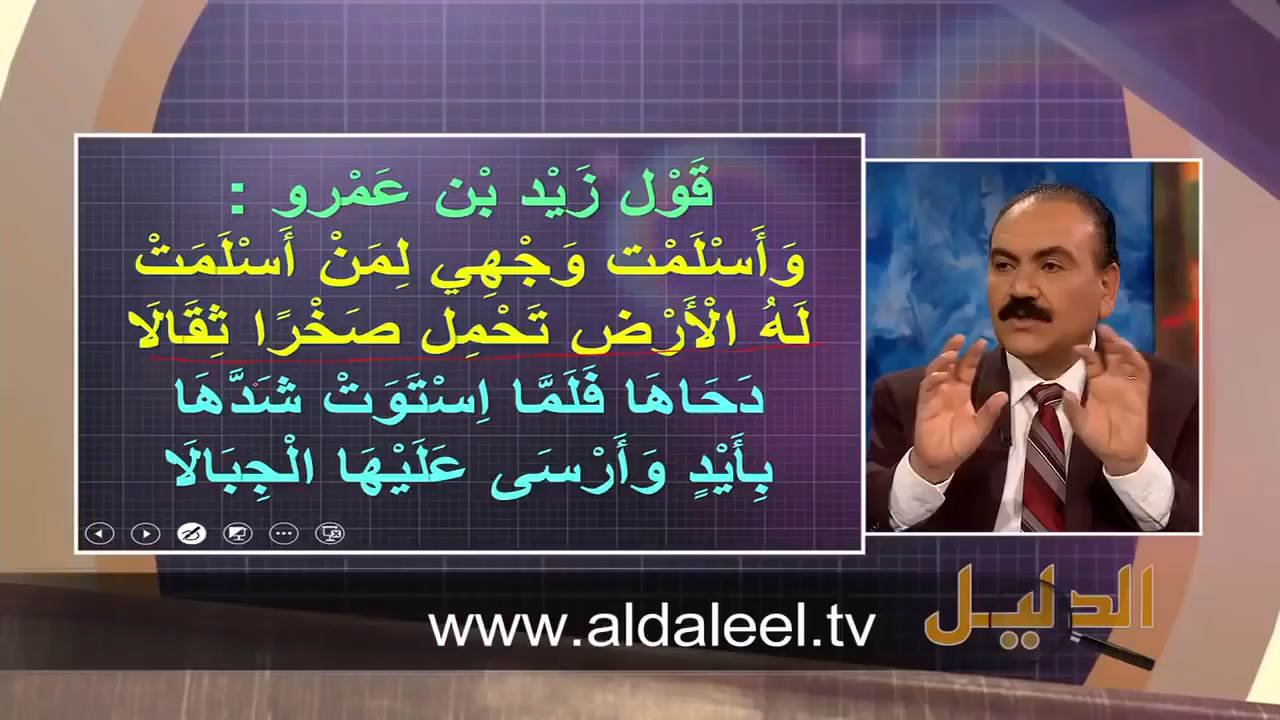 قَوْل زَيْد بْن عَمْرو :
وَأَسْلَمْت وَجْهِي لِمَنْ أَسْلَمَتْ
لَهُ الْأَرْض تَحْمِل صَخْرًا ثِقَالَا
دَحَاهَا فَلَمَّا اِسْتَوَتْ شَدَّهَا
بِأَيْدٍ وَأَرْسَى عَلَيْهَا الْجِبَالَا
الدليل
www.aldaleel.tv